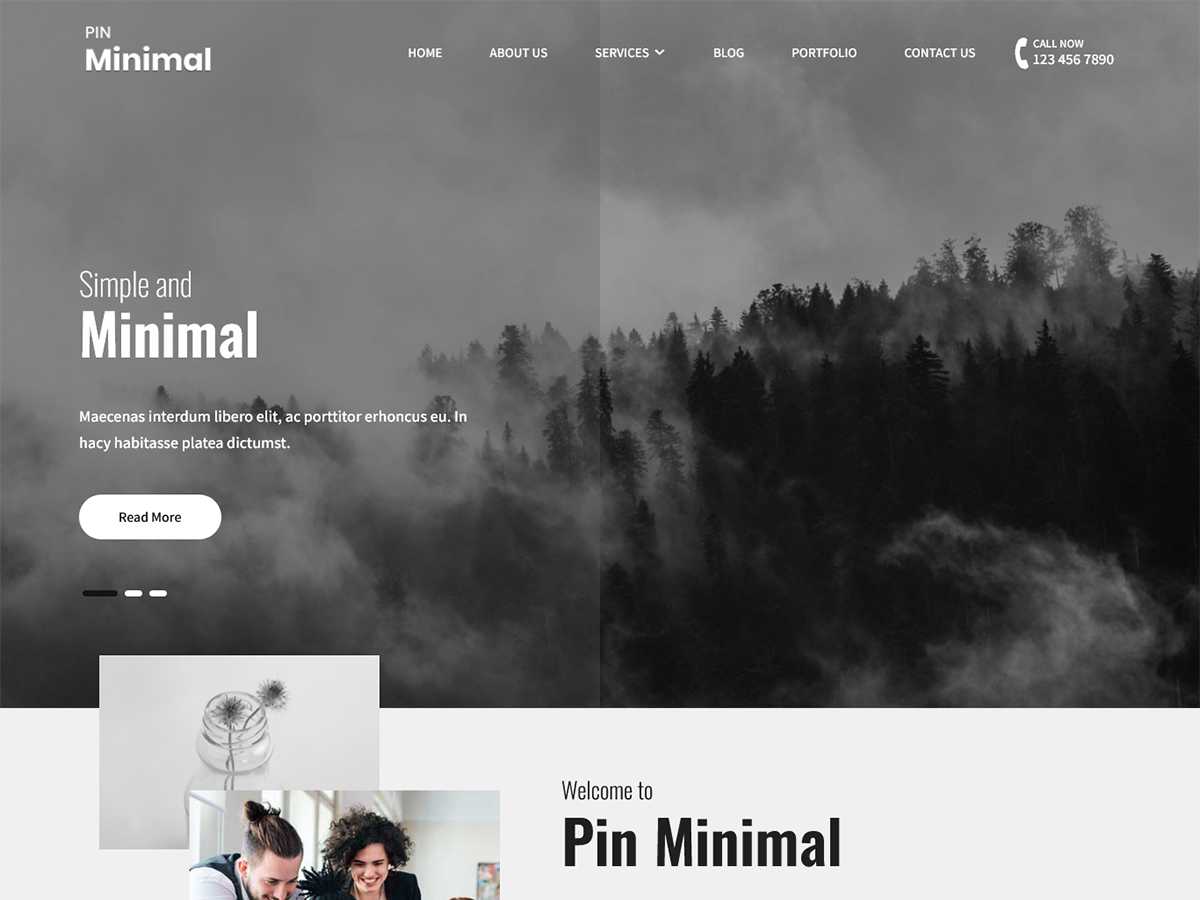 PIN
Minimal
HOME ABOUT US SERVICES BLOG PORTFOLIO CONTACT US
CALL NOW
123 456 7890
Simple and
Minimal
Maecenas interdum libero elit, ac porttitor erhoncus eu. In
hacy habitasse platea dictumst.
Read More
Welcome to
Pin Minimal